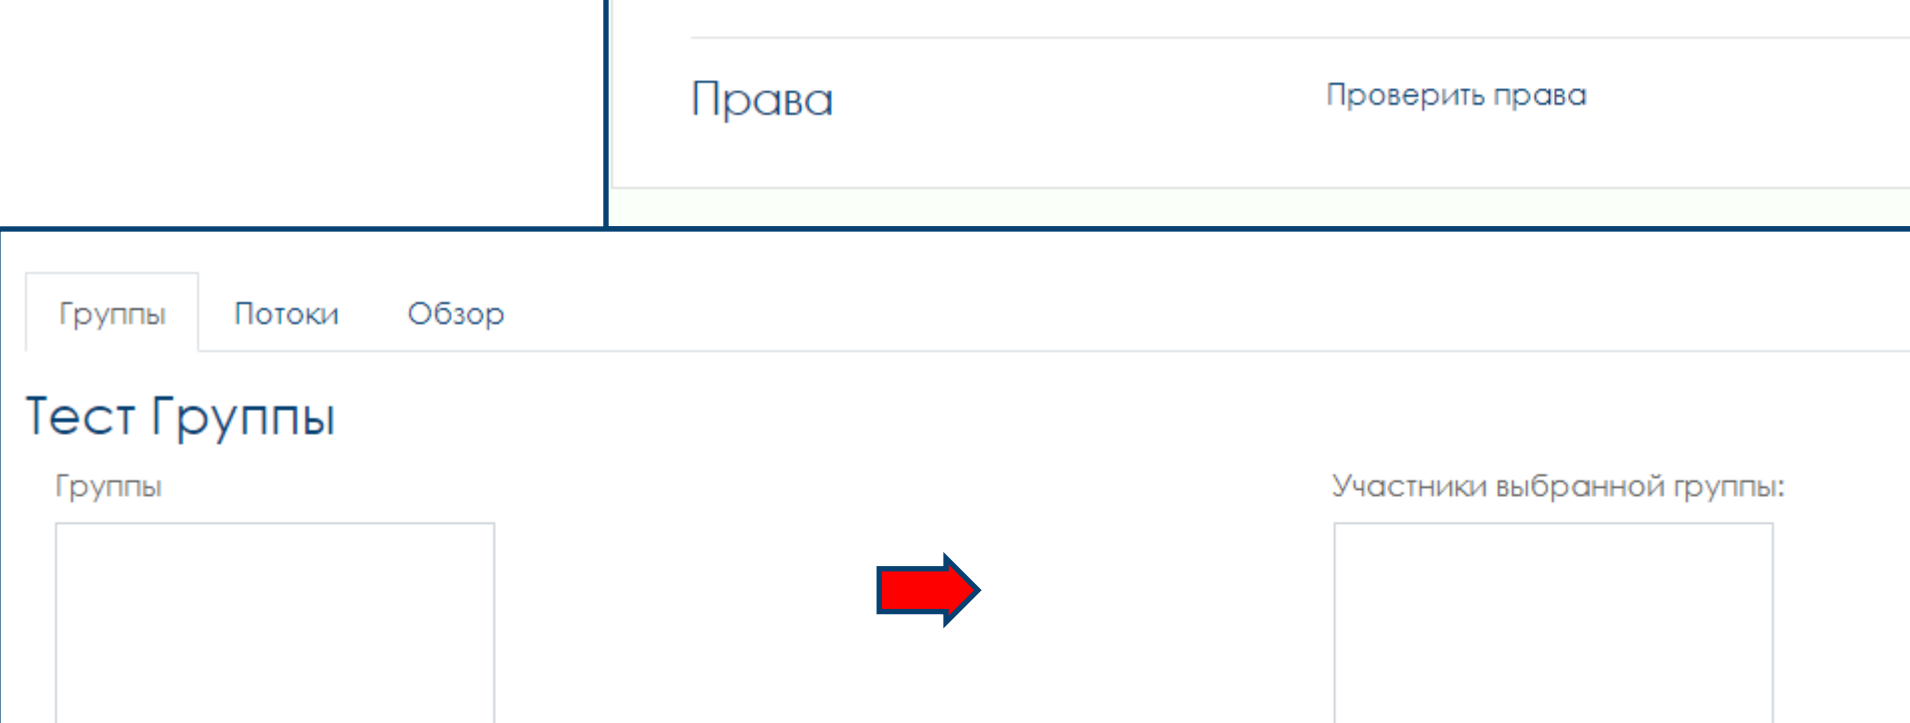 Права
Проверить права
Группы
Потоки
Обзор
Тест Группы
Группы
Участники выбранной группы: